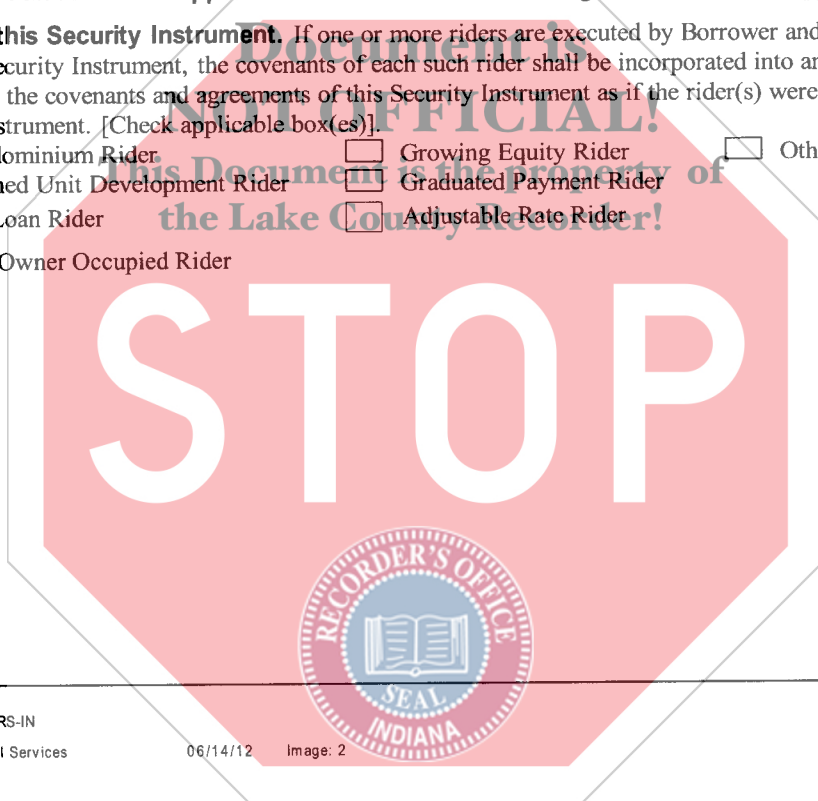 this Security Instrument. If one or more riders are executed by Borrower and
ecurity Instrument, the covenants of each such rider shall be incorporated into
the covenants and agreements of this Security Instrument as if the rider(s) were
strument. [Check applicable box(es)].
ominium Rider Growing Equity Rider Oth
ned Unit Development Rider Graduated Payment Rider
Loan Rider Adjustable Rate Rider
Owner Occupied Rider
Document is
NOT OFFICIAL!
This Document is the property of
the Lake County Recorder!
STOP
RECORDER'S OFFICE
SEAL
INDIANA
RS-IN
l Services 06/14/12 Image: 2